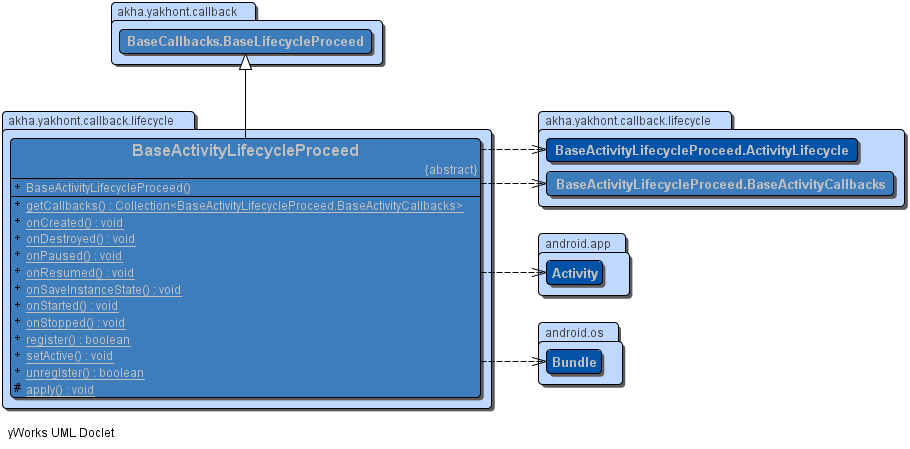 akha.yakhont.callback
BaseCallbacks.BaseLifecycleProceed
akha.yakhont.callback.lifecycle
BaseActivityLifecycleProceed
{abstract}
+ BaseActivityLifecycleProceed()
+ getCallbacks() : Collection<BaseActivityLifecycleProceed.BaseActivityCallbacks>
+ onCreated() : void
+ onDestroyed() : void
+ onPaused() : void
+ onResumed() : void
+ onSaveInstanceState() : void
+ onStarted() : void
+ onStopped() : void
+ register() : boolean
+ setActive() : void
+ unregister() : boolean
# apply() : void
akha.yakhont.callback.lifecycle
BaseActivityLifecycleProceed.ActivityLifecycle
BaseActivityLifecycleProceed.BaseActivityCallbacks
android.app
Activity
android.os
Bundle
yWorks UML Doclet